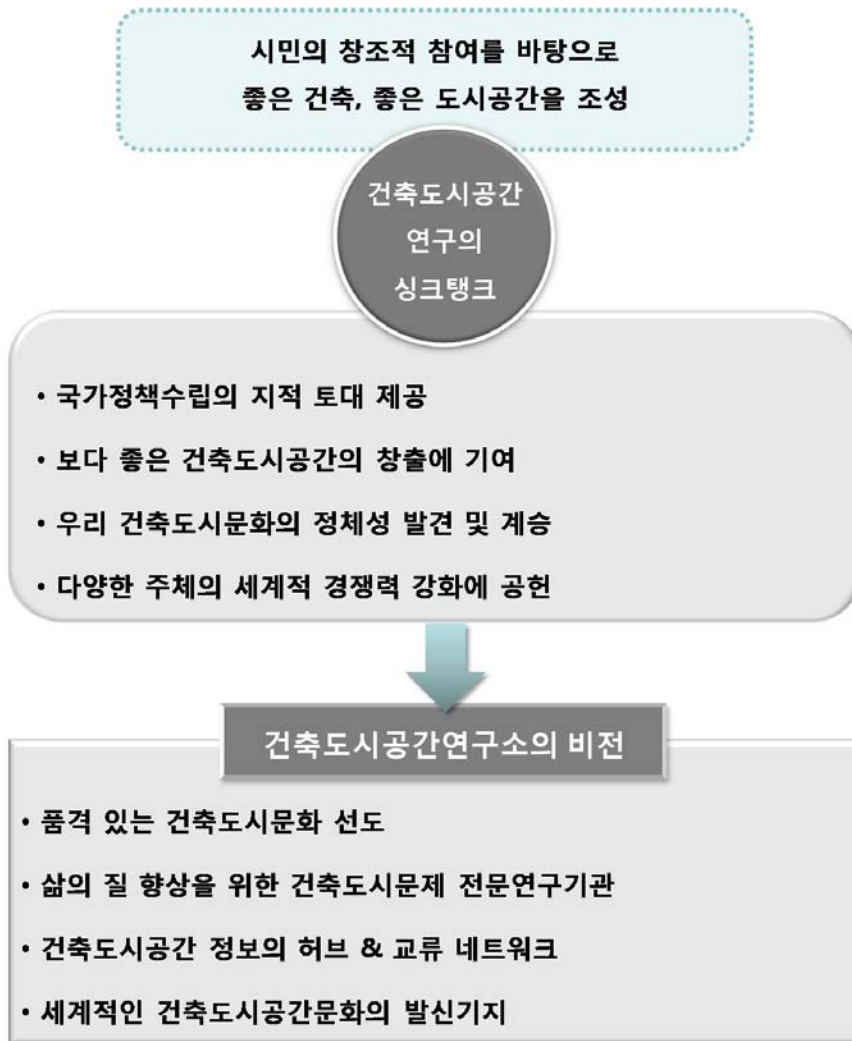 시민의 창조적 참여를 바탕으로
좋은 건축, 좋은 도시공간을 조성
건축도시공간
연구의
싱크탱크
• 국가정책수립의 지적 토대 제공
• 보다 좋은 건축도시공간의 창출에 기여
• 우리 건축도시문화의 정체성 발견 및 계승
• 다양한 주체의 세계적 경쟁력 강화에 공헌
건축도시공간연구소의 비전
• 품격 있는 건축도시문화 선도
• 삶의 질 향상을 위한 건축도시문제 전문연구기관
• 건축도시공간 정보의 허브 & 교류 네트워크
• 세계적인 건축도시공간문화의 발신기지